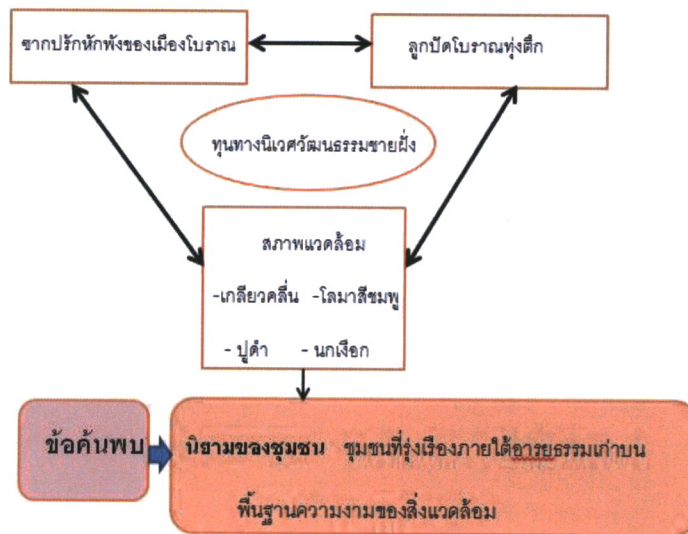 ซากปรักหักพังของเมืองโบราณ
ลูกปัดโบราณทุ่งตึก
ทุนทางนิเวศวัฒนธรรมชายฝั่ง
สภาพแวดล้อม
-เกลียวคลื่น -โลมาสีชมพู
- ปูดำ - นกเงือก
ข้อค้นพบ
นิยามของชุมชน ชุมชนที่รุ่งเรืองภายใต้อารยธรรมเก่าบน
พื้นฐานความงามของสิ่งแวดล้อม